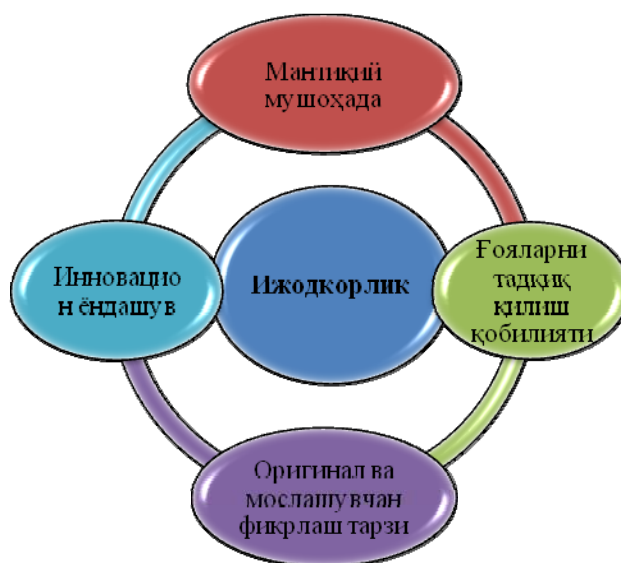 Мантиқий
мушоҳада
Инновацио
н ёндашув
Ижодкорлик
Ғояларни
тадқиқ
қилиш
қобилияти
Оригинал ва
мослашувчан
фикрлаш тарзи